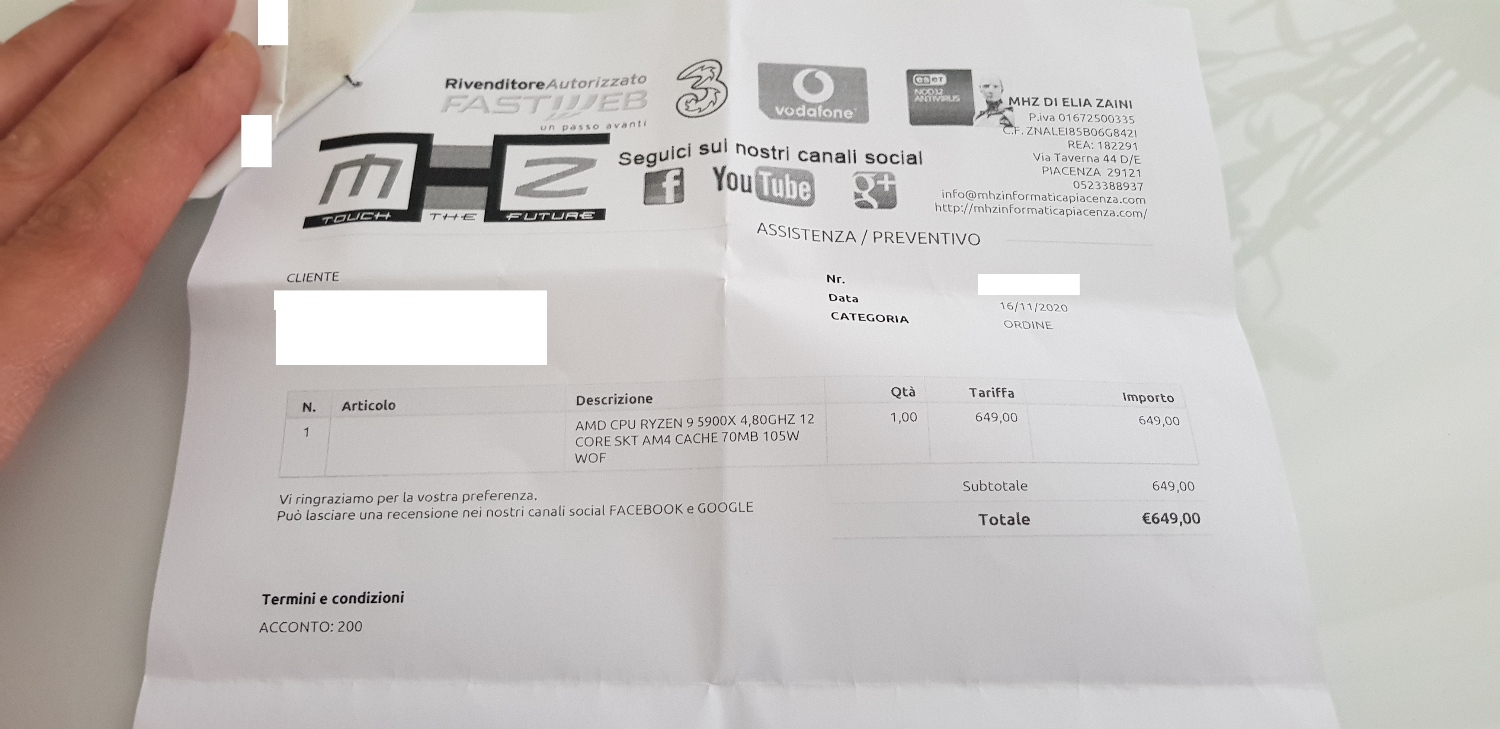 RivenditoreAutorizzato
FASTWEB
un passo avanti
3
vodafone
eseT
NOD32
ANTIVIRUS
MHZ DI ELIA ZAINI
P.iva 01672500335
C.F. ZNALEI85B06G842I
REA: 182291
Via Taverna 44 D/E
PIACENZA 29121
0523388937
info@mhzinformaticapiacenza.com
http://mhzinformaticapiacenza.com/
mHz
TOUCH THE FUTURE
Seguici sui nostri canali social
f YouTube g+
ASSISTENZA / PREVENTIVO
CLIENTE
Nr.
Data 16/11/2020
CATEGORIA ORDINE
N. Articolo Descrizione Qtà Tariffa Importo
1 AMD CPU RYZEN 9 5900X 4,80GHZ 12 1,00 649,00 649,00
CORE SKT AM4 CACHE 70MB 105W
WOF
Subtotale 649,00
Totale €649,00
Vi ringraziamo per la vostra preferenza.
Può lasciare una recensione nei nostri canali social FACEBOOK e GOOGLE
Termini e condizioni
ACCONTO: 200